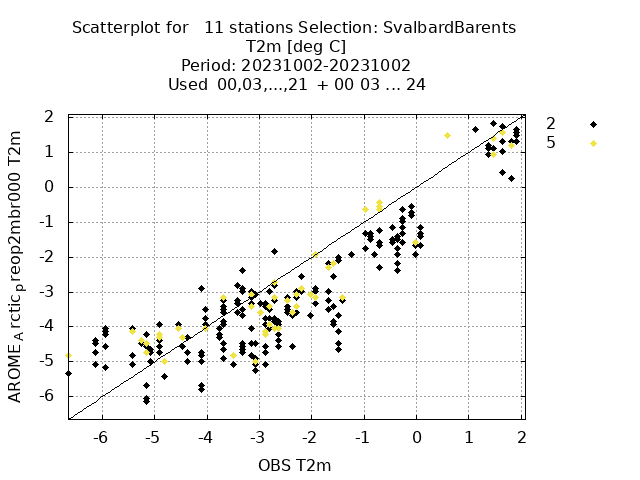 Scatterplot for 11 stations Selection: SvalbardBarents
T2m [deg C]
Period: 20231002-20231002
Used 00,03,...,21 + 00 03 ... 24
2
5
2
1
0
-1
-2
-3
-4
-5
-6
AROME_Arctic_preop2mbr000 T2m
-6 -5 -4 -3 -2 -1 0 1 2
OBS T2m